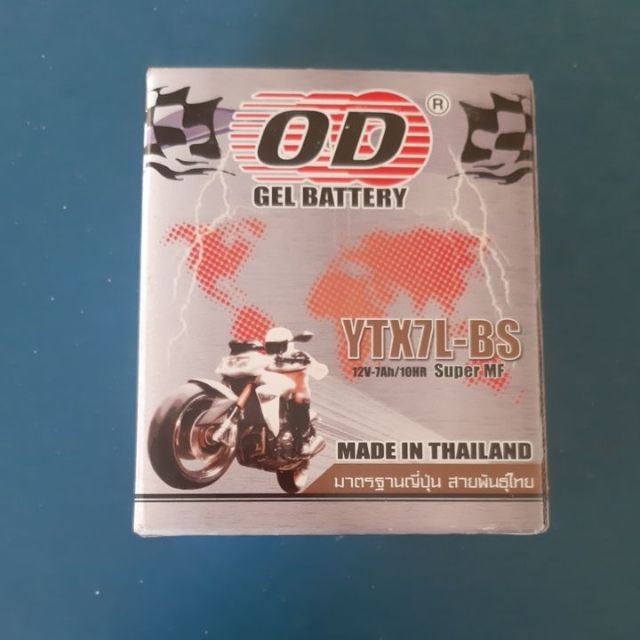 OD ®
GEL BATTERY
YTX7L-BS
12V-7Ah/10HR Super MF
MADE IN THAILAND
มาตรฐานญี่ปุ่น สายพันธุ์ไทย